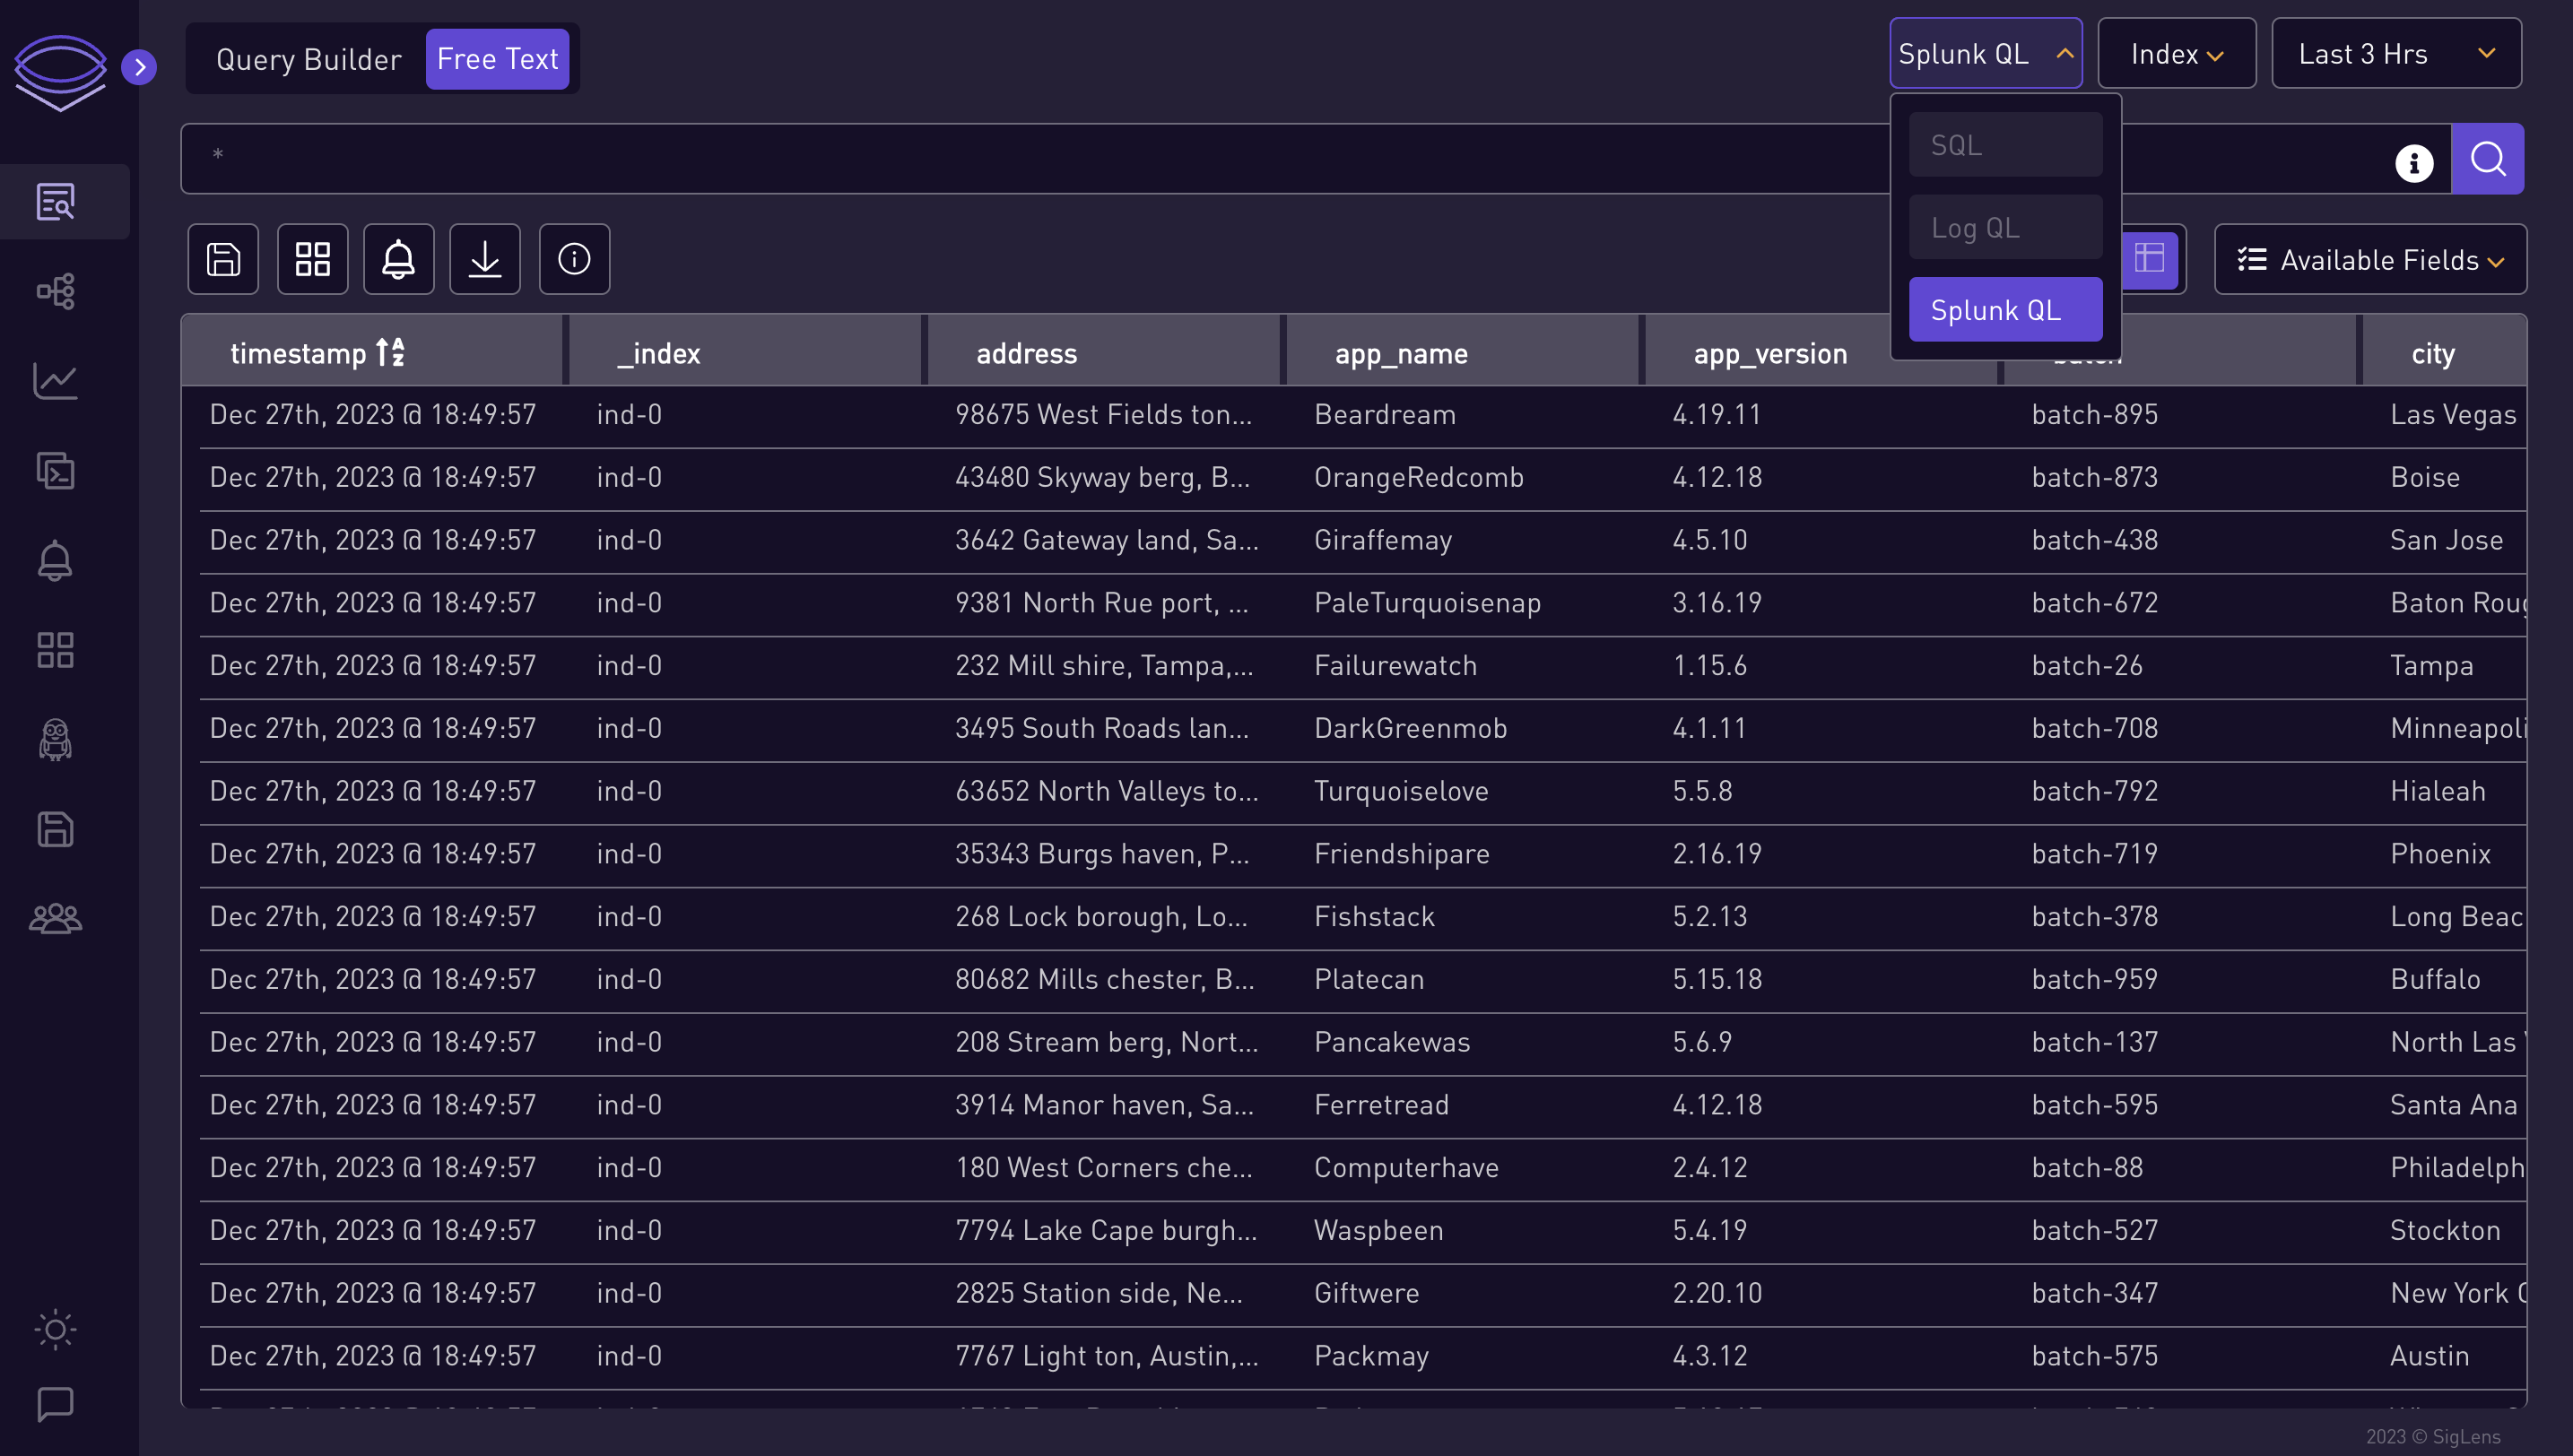 Query Builder Free Text Splunk QL Index Last 3 Hrs
*
SQL
Log QL
Splunk QL
Available Fields
timestamp _index address app_name app_version batch city
Dec 27th, 2023 @ 18:49:57 ind-0 98675 West Fields ton... Beardream 4.19.11 batch-895 Las Vegas
Dec 27th, 2023 @ 18:49:57 ind-0 43480 Skyway berg, B... OrangeRedcomb 4.12.18 batch-873 Boise
Dec 27th, 2023 @ 18:49:57 ind-0 3642 Gateway land, Sa... Giraffemay 4.5.10 batch-438 San Jose
Dec 27th, 2023 @ 18:49:57 ind-0 9381 North Rue port, ... PaleTurquoisenap 3.16.19 batch-672 Baton Roug
Dec 27th, 2023 @ 18:49:57 ind-0 232 Mill shire, Tampa,... Failurewatch 1.15.6 batch-26 Tampa
Dec 27th, 2023 @ 18:49:57 ind-0 3495 South Roads lan... DarkGreenmob 4.1.11 batch-708 Minneapoli
Dec 27th, 2023 @ 18:49:57 ind-0 63652 North Valleys to... Turquoiselove 5.5.8 batch-792 Hialeah
Dec 27th, 2023 @ 18:49:57 ind-0 35343 Burgs haven, P... Friendshipare 2.16.19 batch-719 Phoenix
Dec 27th, 2023 @ 18:49:57 ind-0 268 Lock borough, Lo... Fishstack 5.2.13 batch-378 Long Beac
Dec 27th, 2023 @ 18:49:57 ind-0 80682 Mills chester, B... Platecan 5.15.18 batch-959 Buffalo
Dec 27th, 2023 @ 18:49:57 ind-0 208 Stream berg, Nort... Pancakewas 5.6.9 batch-137 North Las
Dec 27th, 2023 @ 18:49:57 ind-0 3914 Manor haven, Sa... Ferretread 4.12.18 batch-595 Santa Ana
Dec 27th, 2023 @ 18:49:57 ind-0 180 West Corners che... Computerhave 2.4.12 batch-88 Philadelph
Dec 27th, 2023 @ 18:49:57 ind-0 7794 Lake Cape burgh... Waspbeen 5.4.19 batch-527 Stockton
Dec 27th, 2023 @ 18:49:57 ind-0 2825 Station side, Ne... Giftwere 2.20.10 batch-347 New York
Dec 27th, 2023 @ 18:49:57 ind-0 7767 Light ton, Austin,... Packmay 4.3.12 batch-575 Austin
2023 © SigLens